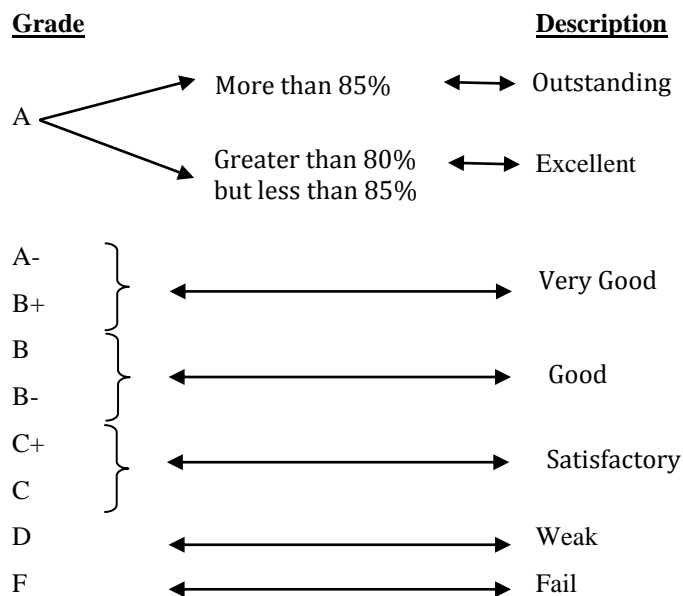 Grade Description
A
More than 85% Outstanding
Greater than 80%
but less than 85%
Excellent
A-
B+
Very Good
B
B-
Good
C+
C
Satisfactory
D Weak
F Fail